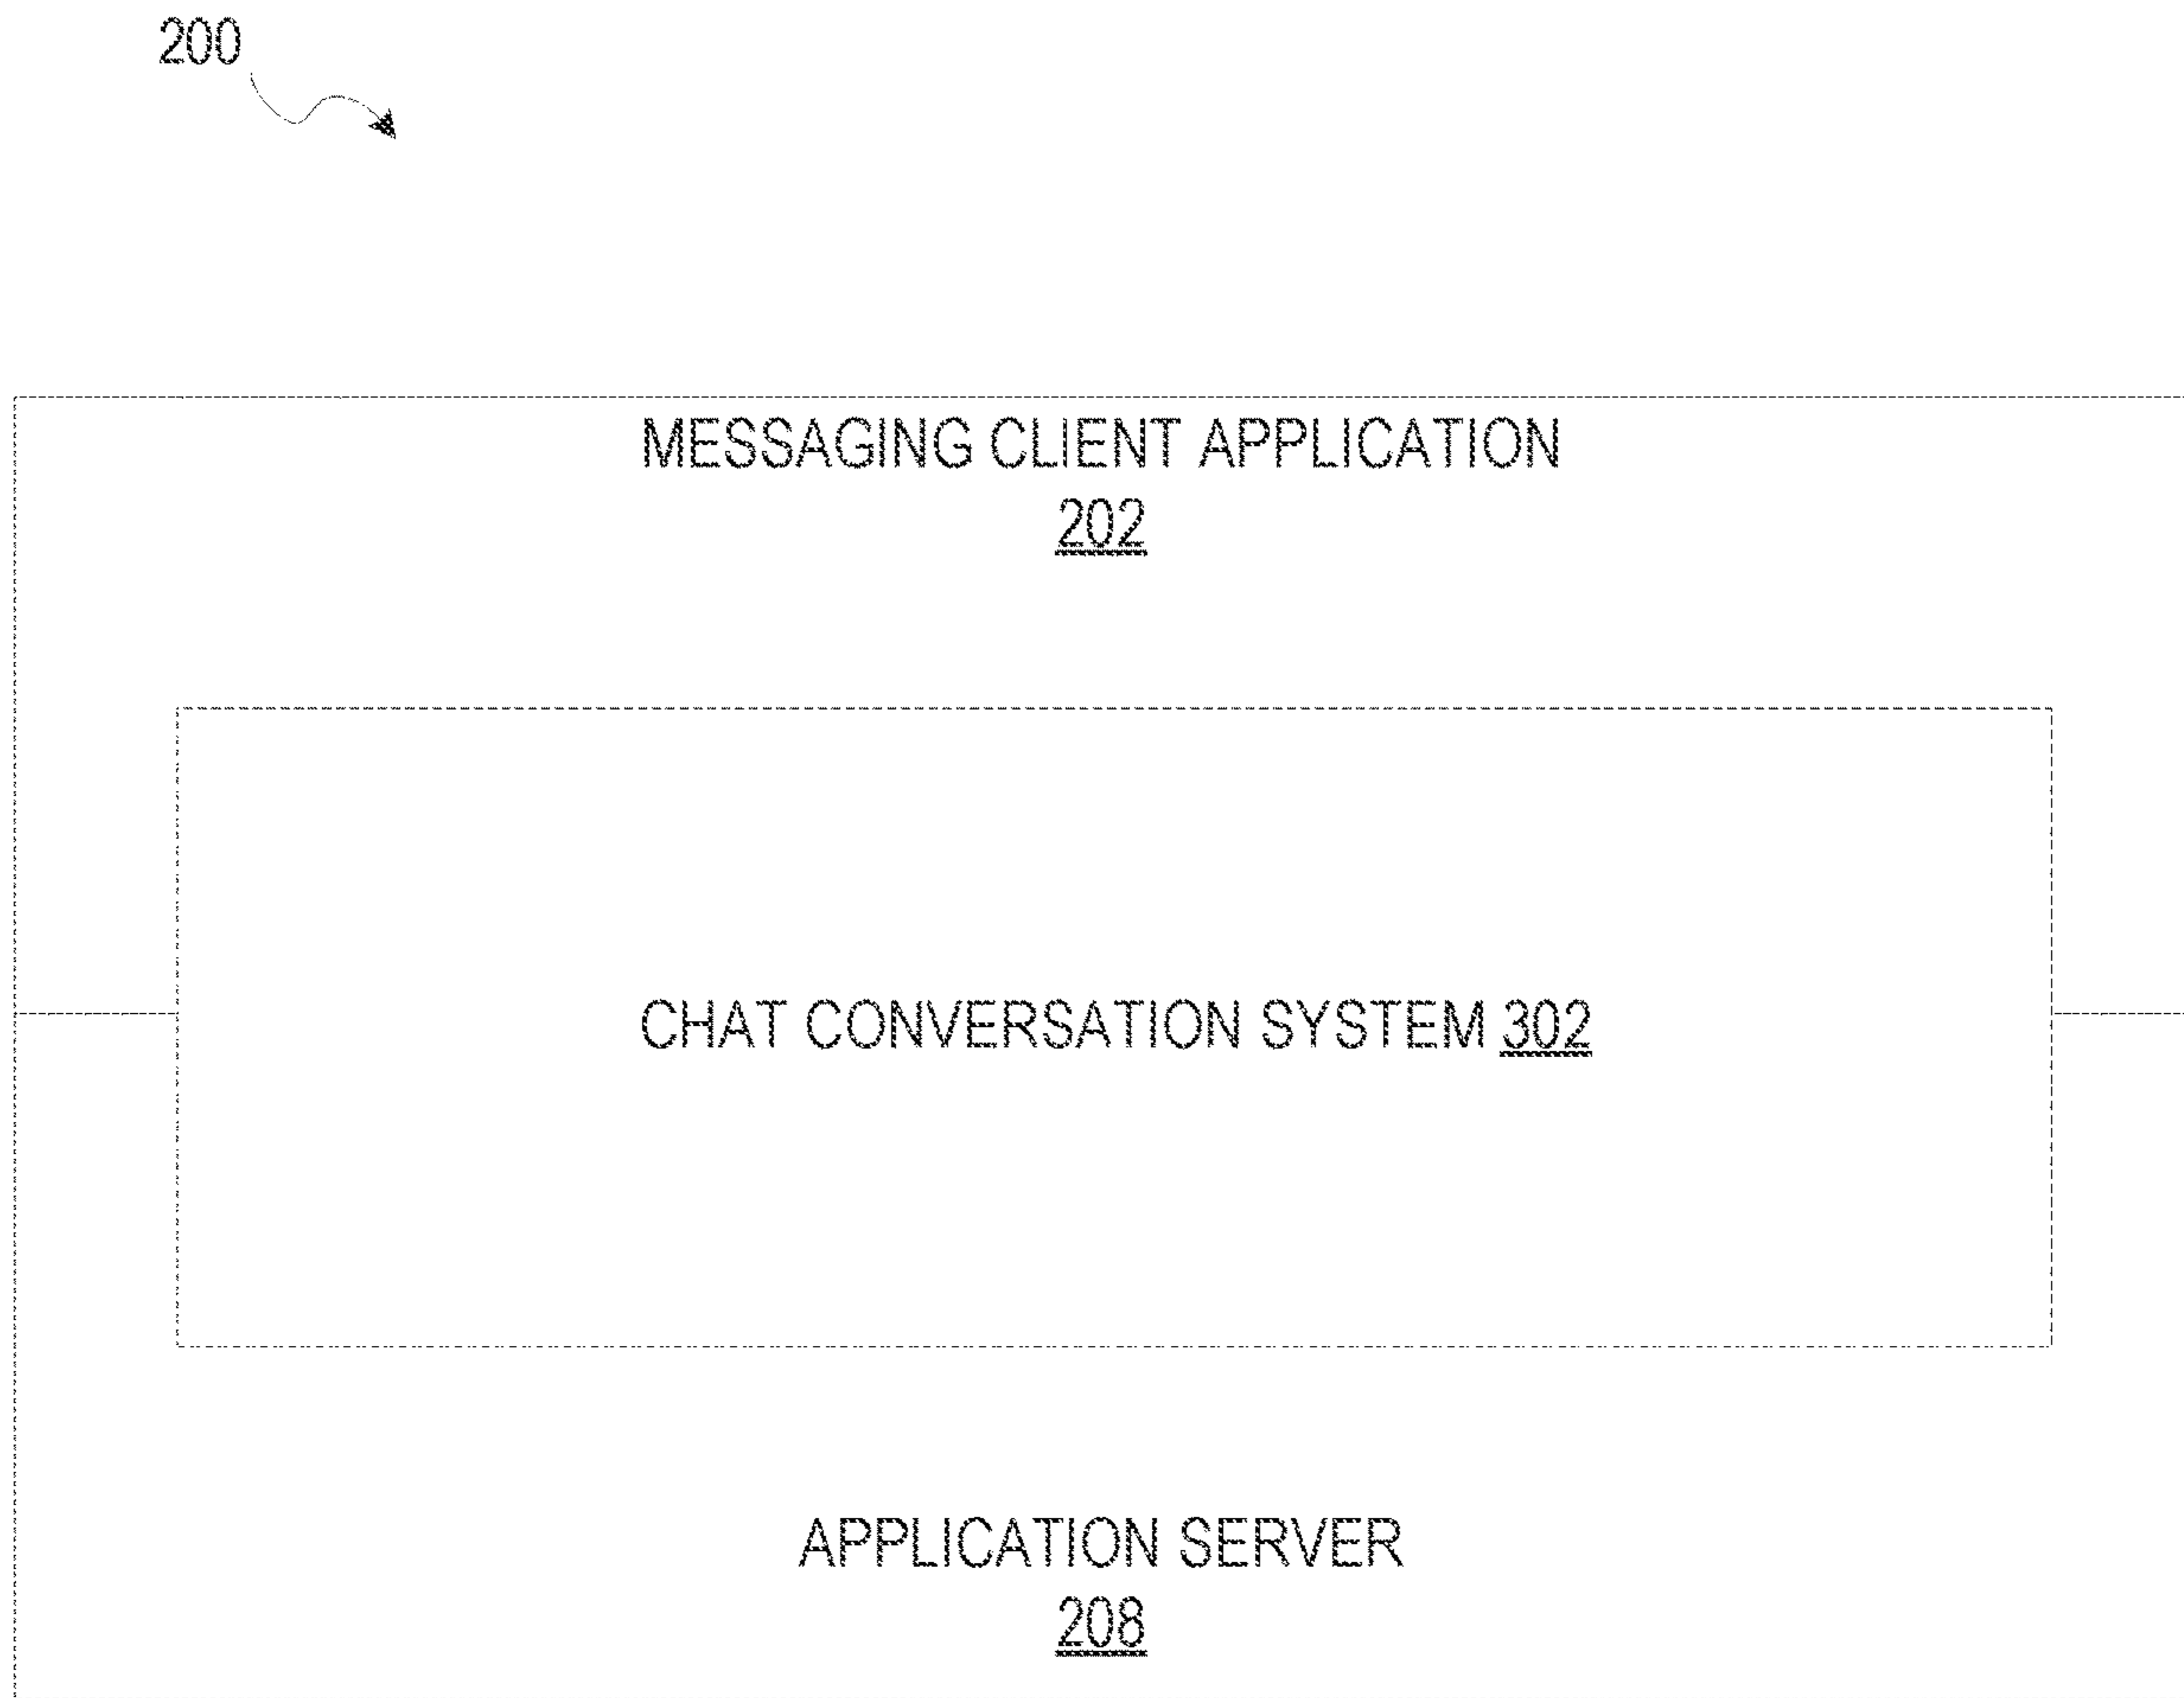 200
MESSAGING CLIENT APPLICATION
202
CHAT CONVERSATION SYSTEM 302
APPLICATION SERVER
208